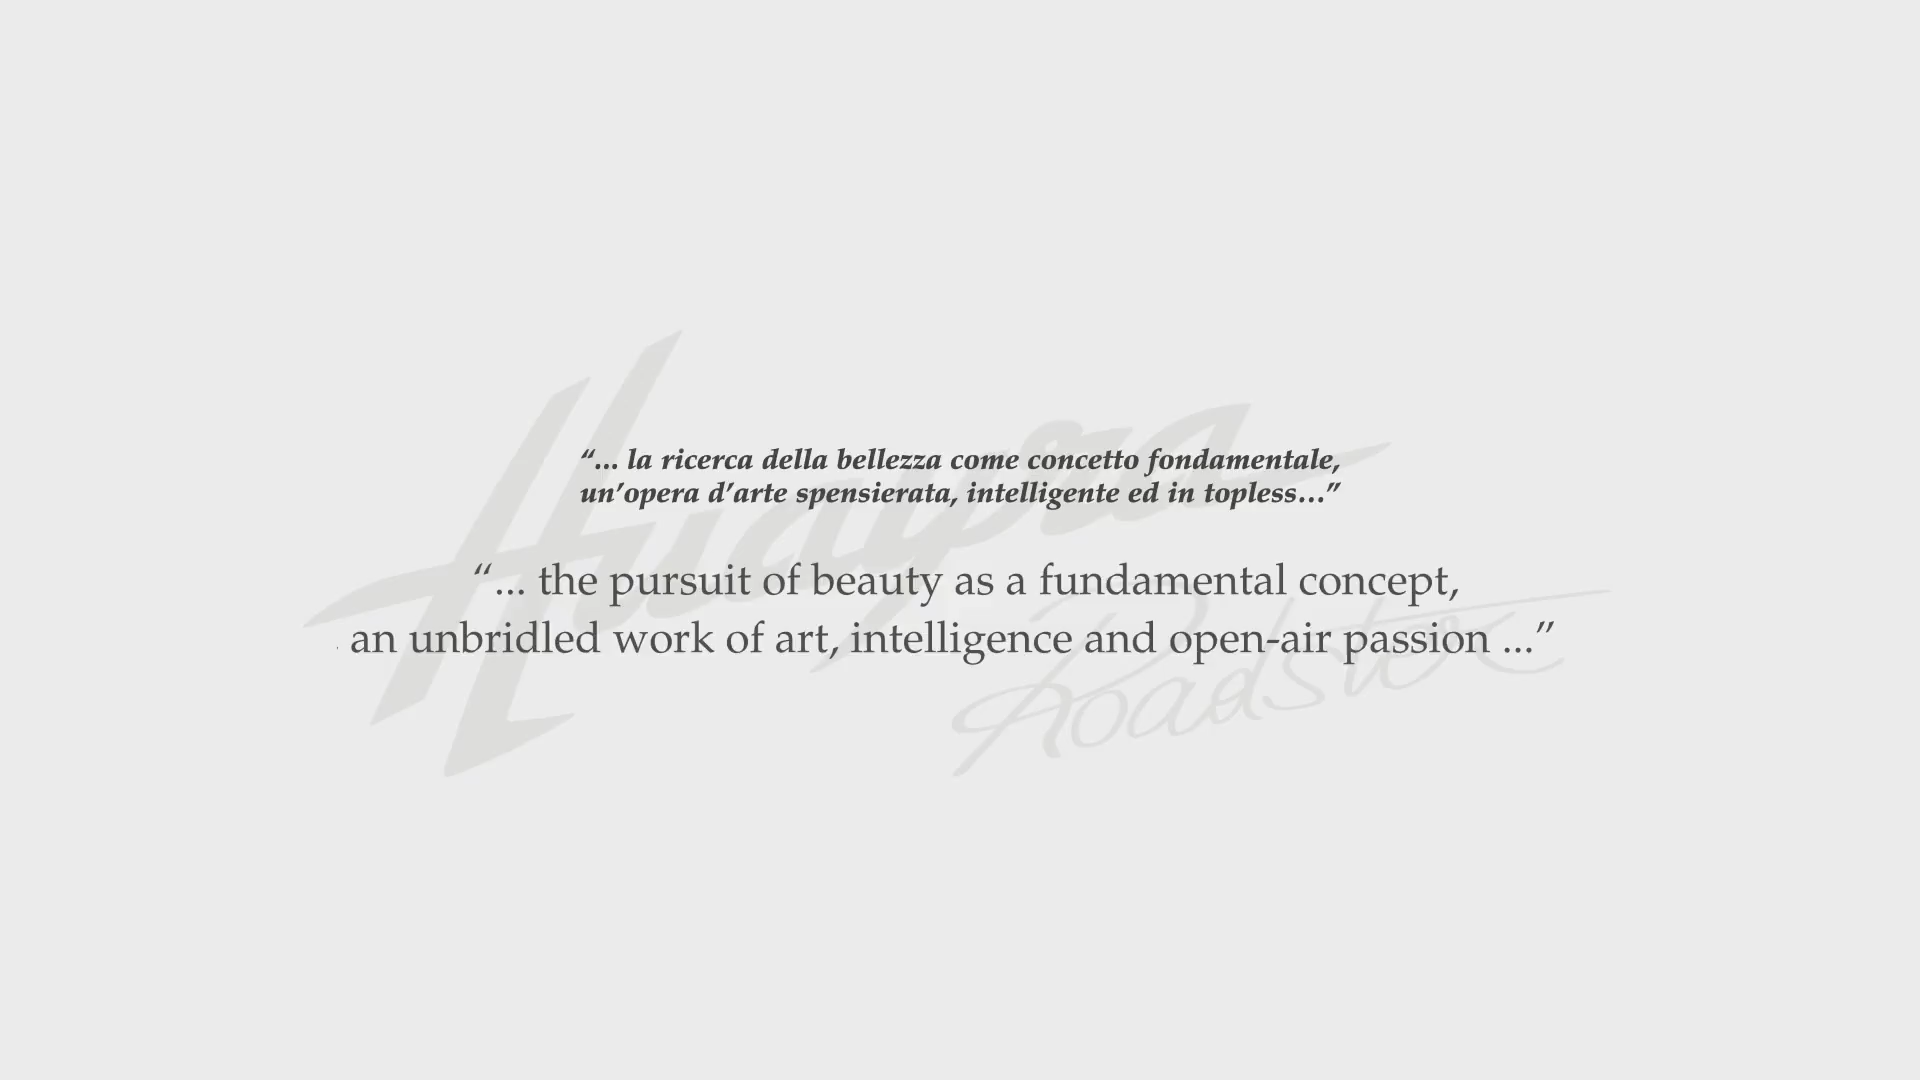 “... la ricerca della bellezza come concetto fondamentale,
un’opera d’arte spensierata, intelligente ed in topless…”
“... the pursuit of beauty as a fundamental concept,
an unbridled work of art, intelligence and open-air passion ...”
Huayra
Roadster